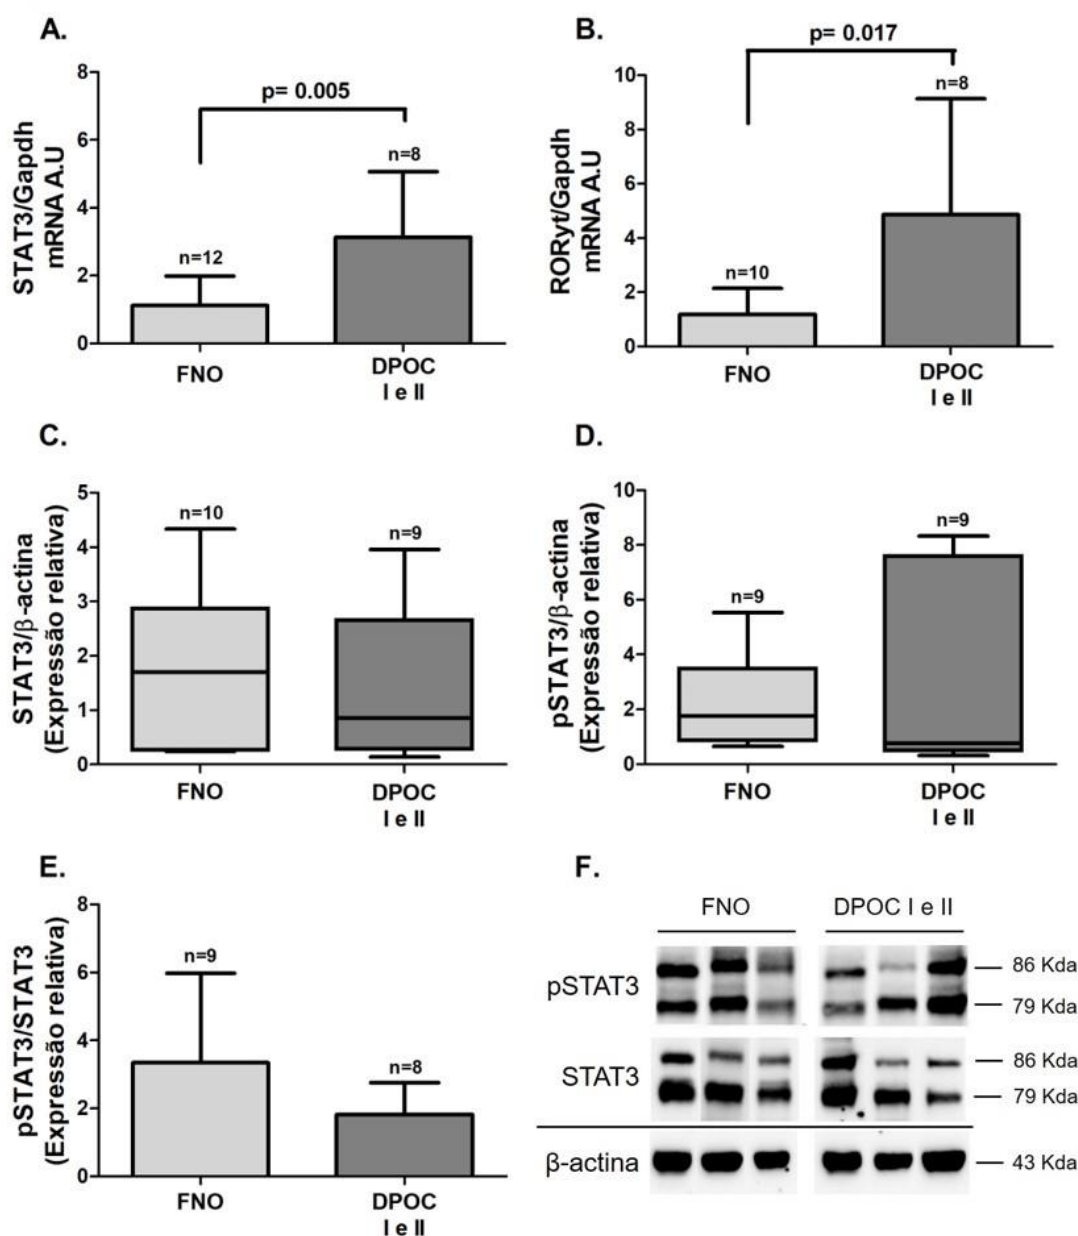 A.
p= 0.005
STAT3/Gapdh
mRNA A.U
8
6
4
2
0
n=12
n=8
FNO
DPOC
I e II
B.
p= 0.017
RORyt/Gapdh
mRNA A.U
10
8
6
4
2
0
n=10
n=8
FNO
DPOC
I e II
C.
STAT3/β-actina
(Expressão relativa)
5
4
3
2
1
0
n=10
n=9
FNO
DPOC
I e II
D.
pSTAT3/β-actina
(Expressão relativa)
10
8
6
4
2
0
n=9
n=9
FNO
DPOC
I e II
E.
pSTAT3/STAT3
(Expressão relativa)
8
6
4
2
0
n=9
n=8
FNO
DPOC
I e II
F.
FNO
DPOC I e II
pSTAT3
86 Kda
79 Kda
STAT3
86 Kda
79 Kda
β-actina
43 Kda